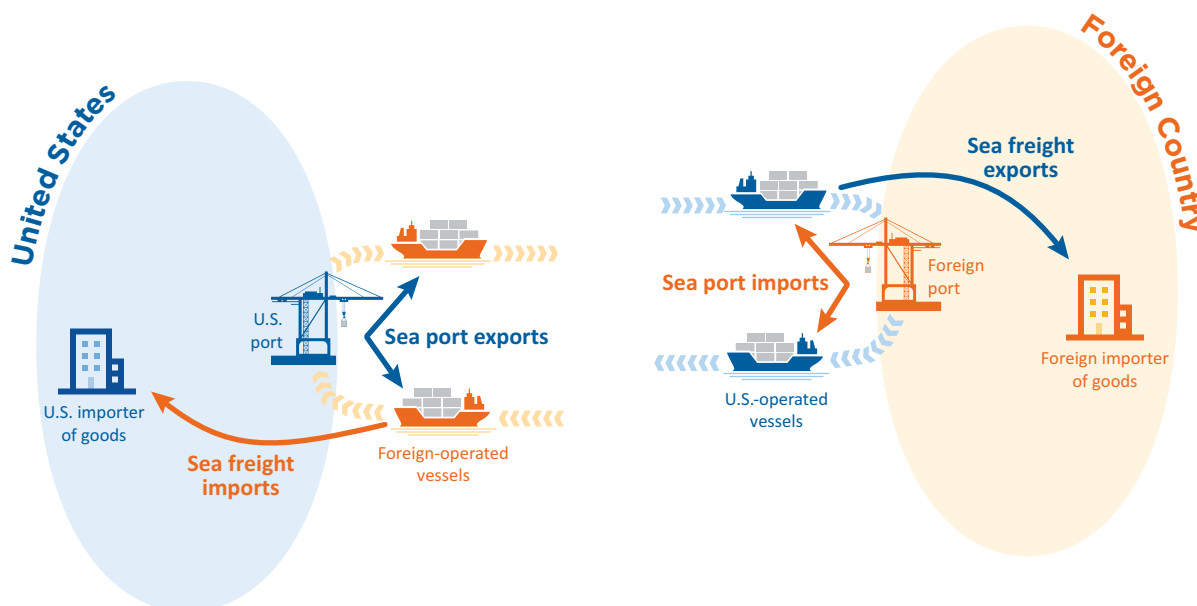 United States
U.S.
port
Sea port exports
U.S. importer
of goods
Sea freight
imports
Foreign-operated
vessels
Foreign Country
Sea freight
exports
Sea port imports
Foreign
port
Foreign importer
of goods
U.S.-operated
vessels